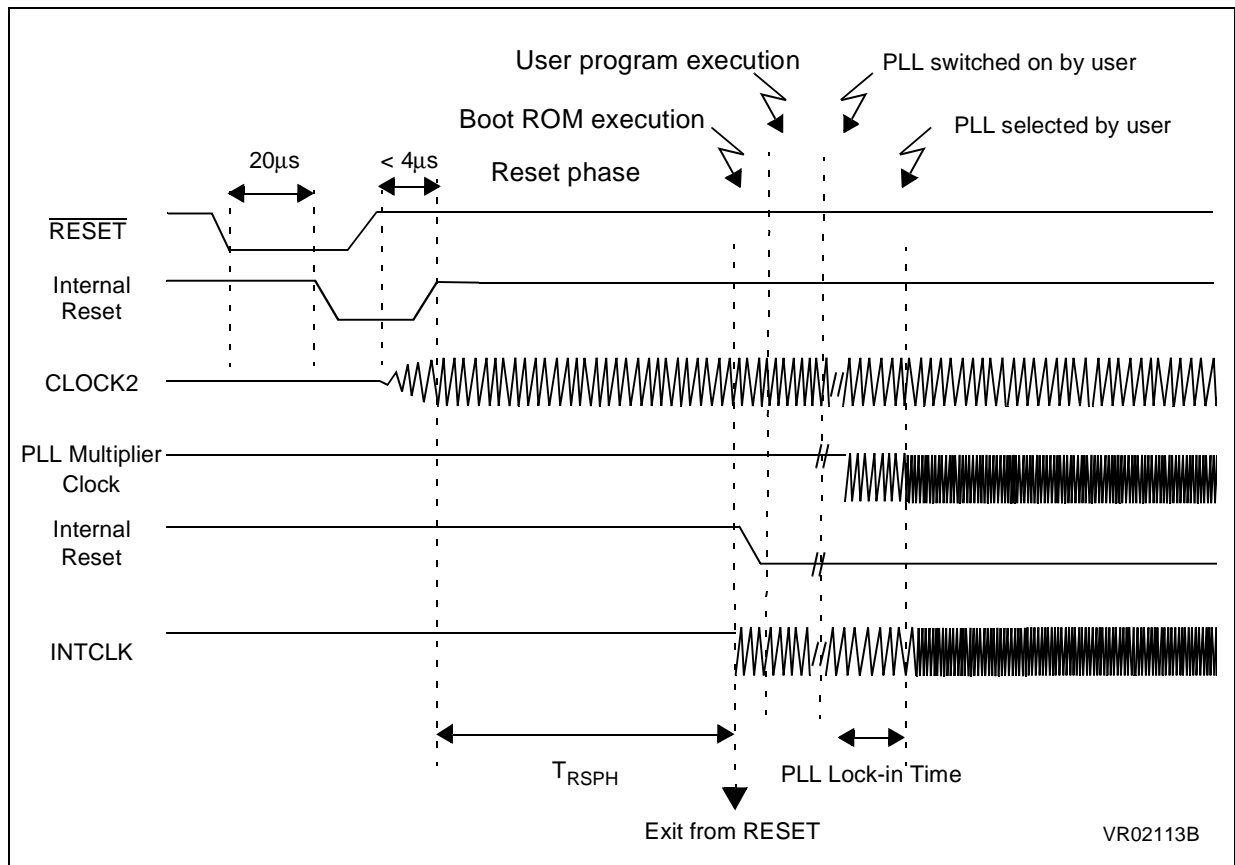 User program execution
PLL switched on by user
Boot ROM execution
PLL selected by user
20µs
< 4µs
Reset phase
RESET
Internal
Reset
CLOCK2
PLL Multiplier
Clock
Internal
Reset
INTCLK
TRSPH
PLL Lock-in Time
Exit from RESET
VR02113B